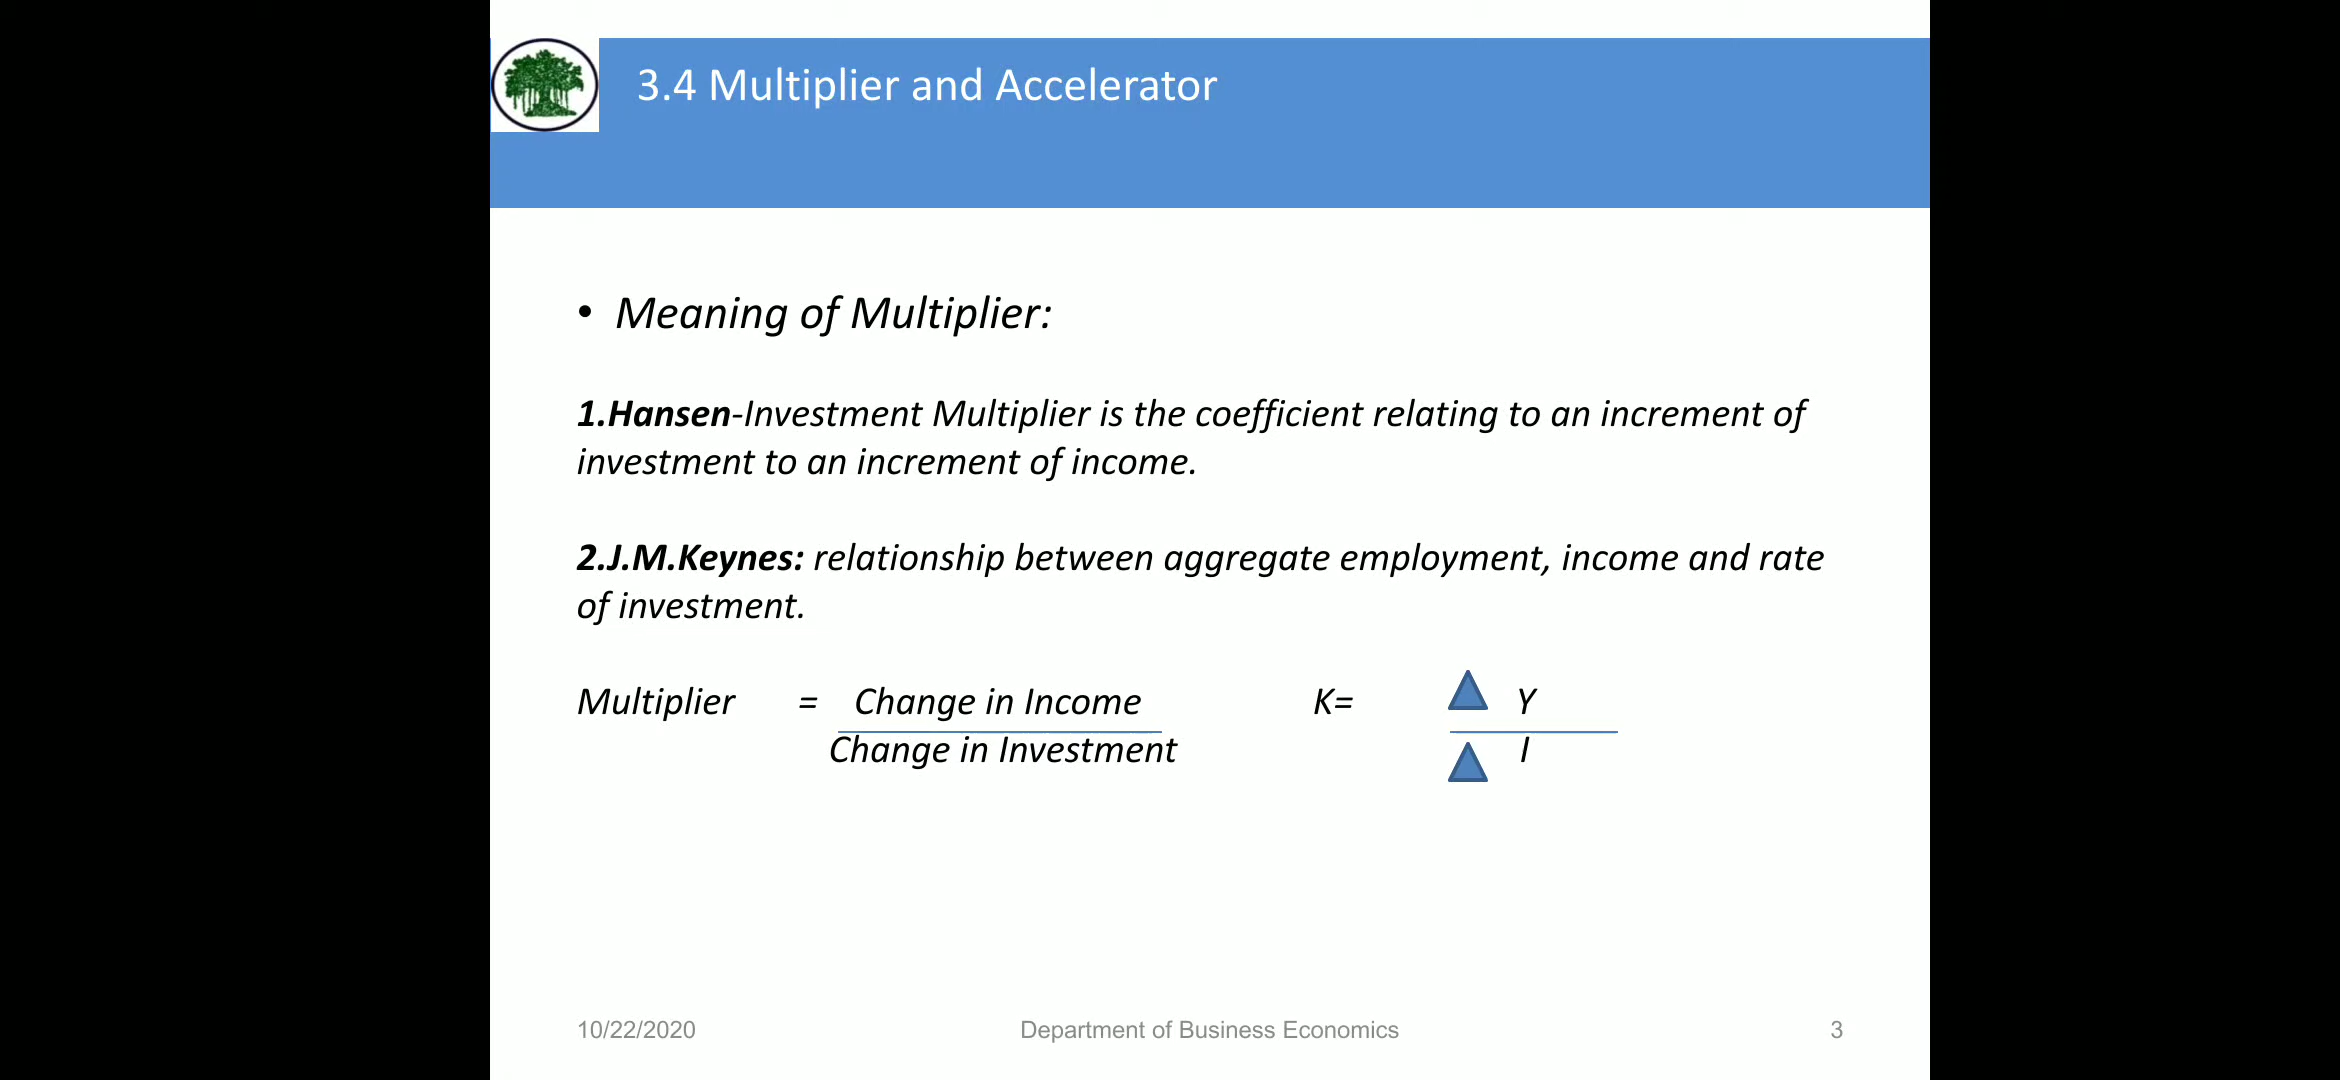 3.4 Multiplier and Accelerator
• Meaning of Multiplier:
1.Hansen-Investment Multiplier is the coefficient relating to an increment of
investment to an increment of income.
2.J.M.Keynes: relationship between aggregate employment, income and rate
of investment.
Multiplier = Change in Income K= Y
Change in Investment I
10/22/2020 Department of Business Economics 3